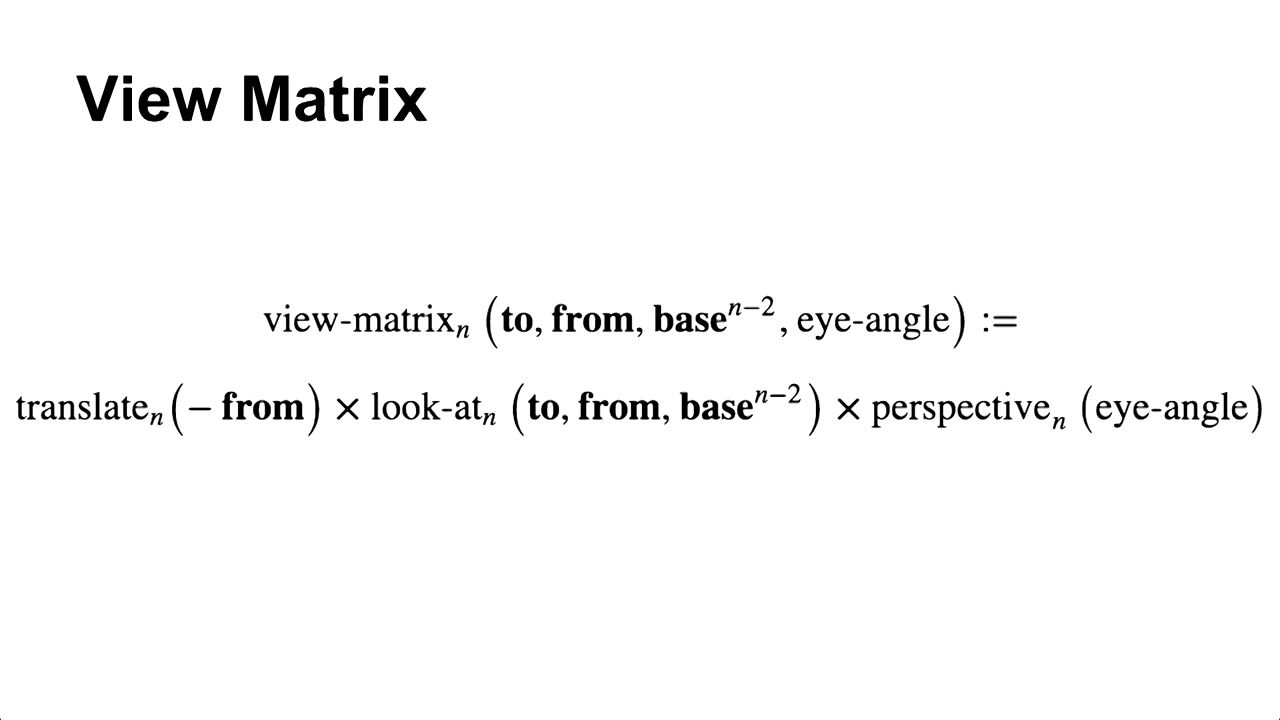 View Matrix
view-matrixₙ (to, from, baseⁿ⁻², eye-angle) :=
translateₙ(− from) × look-atₙ (to, from, baseⁿ⁻²) × perspectiveₙ (eye-angle)